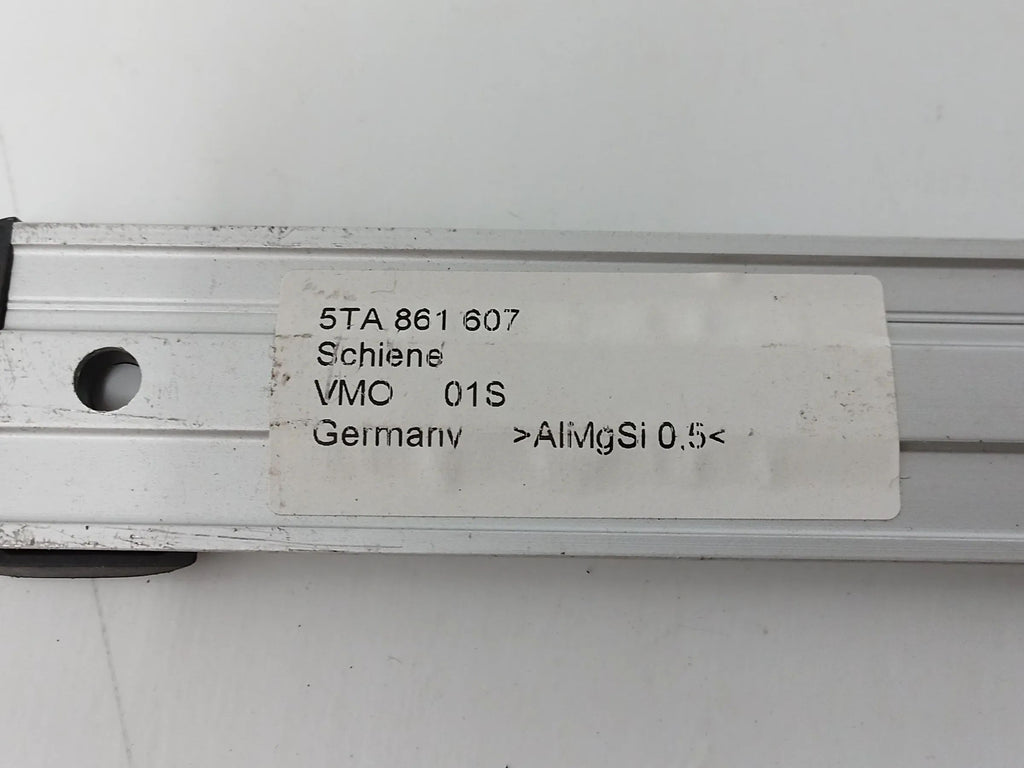 5TA 861 607
Schiene
VMO 01S
Germany >AlMgSi 0,5<